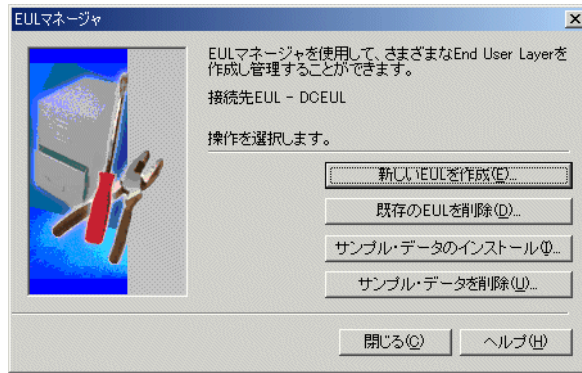 EULマネージャ
EULマネージャを使用して、さまざまなEnd User Layerを
作成し管理することができます。
接続先EUL - DCEUL
操作を選択します。
新しいEULを作成(E)...
既存のEULを削除(D)...
サンプル・データのインストール(I)...
サンプル・データを削除(U)...
閉じる(C)
ヘルプ(H)